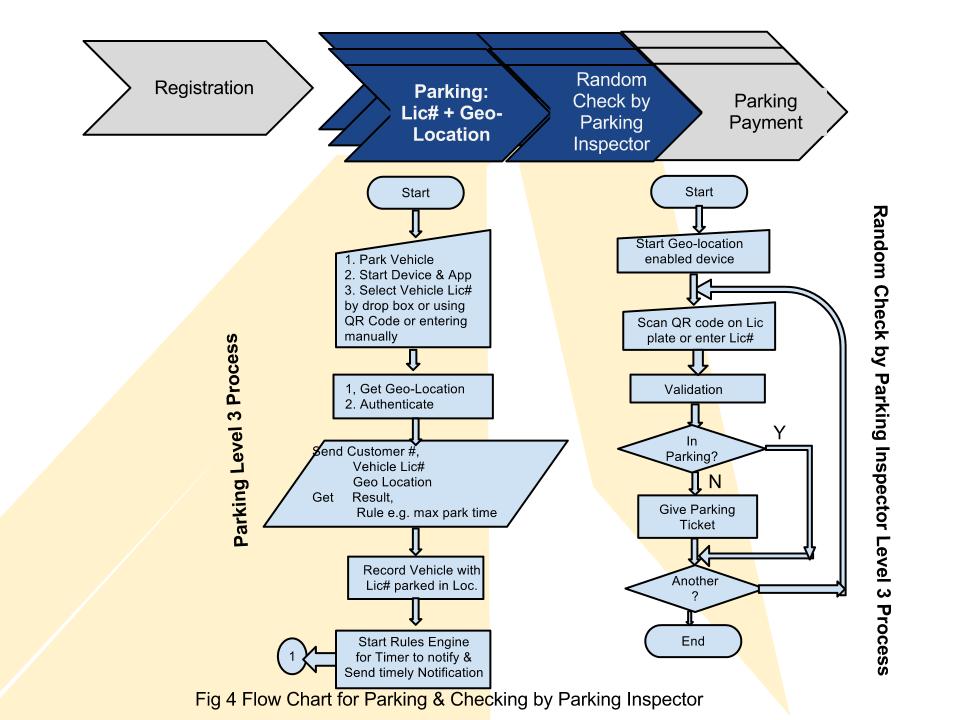 Registration
Parking:
Lic# + Geo-
Location
Random
Check by
Parking
Inspector
Parking
Payment
Parking Level 3 Process
Start
1. Park Vehicle
2. Start Device & App
3. Select Vehicle Lic#
by drop box or using
QR Code or entering
manually
1, Get Geo-Location
2. Authenticate
Send Customer #,
Vehicle Lic#
Geo Location
Get Result,
Rule e.g. max park time
Record Vehicle with
Lic# parked in Loc.
Start Rules Engine
for Timer to notify &
Send timely Notification
1
Start
Start Geo-location
enabled device
Scan QR code on Lic
plate or enter Lic#
Validation
In
Parking?
Y
N
Give Parking
Ticket
Another
?
End
Random Check by Parking Inspector Level 3 Process
Fig 4 Flow Chart for Parking & Checking by Parking Inspector